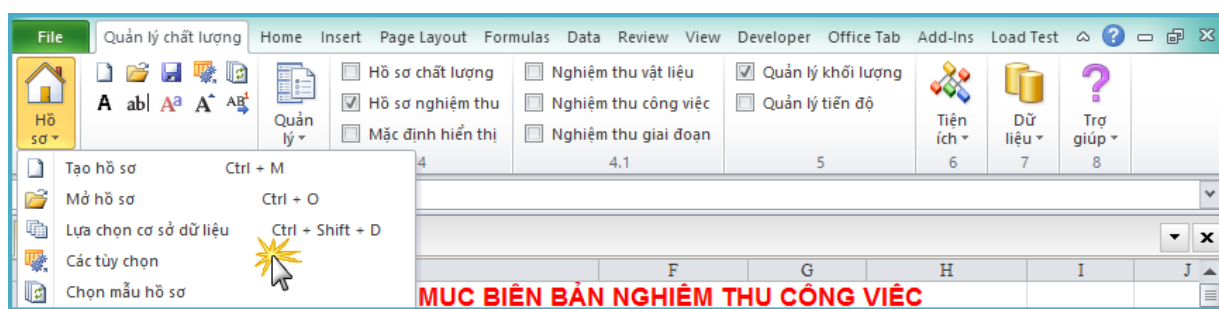 File Quản lý chất lượng Home Insert Page Layout Formulas Data Review View Developer Office Tab Add-Ins Load Test
Hồ sơ chất lượng Nghiệm thu vật liệu Quản lý khối lượng
A ab| Aa A AB Hồ sơ nghiệm thu Nghiệm thu công việc Quản lý tiến độ
Hồ sơ Quản lý Mặc định hiển thị Nghiệm thu giai đoạn Tiện ích Dữ liệu Trợ giúp
4 4.1 5 6 7 8
Tạo hồ sơ Ctrl + M
Mở hồ sơ Ctrl + O
Lựa chọn cơ sở dữ liệu Ctrl + Shift + D
Các tùy chọn
F G H I J
Chọn mẫu hồ sơ
MỤC BIÊN BẢN NGHIỆM THU CÔNG VIỆC